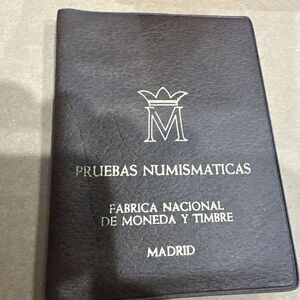 M
PRUEBAS NUMISMATICAS
FABRICA NACIONAL
DE MONEDA Y TIMBRE
MADRID